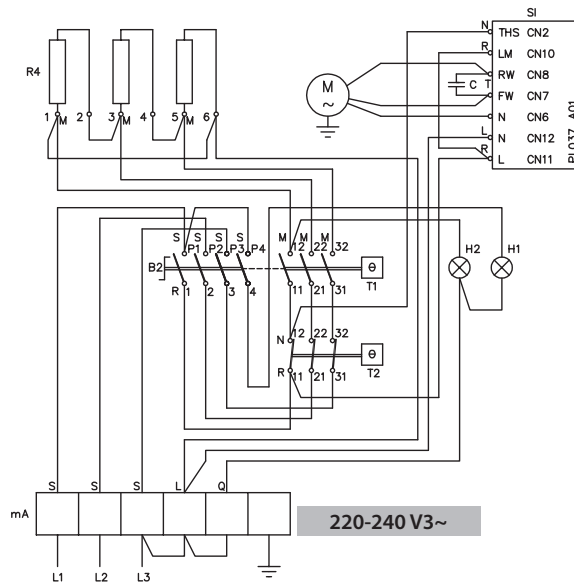 SI
N THS CN2
R LM CN10
RW CN8
C T
FW CN7
N CN6
L N CN12
R L CN11
PL037 A01
R4
M
~
1 M 2 3 M 4 5 M 6
S S S S
P1 P2 P3 P4
B2
R 1 2 3 4
M M M
12 22 32
11 21 31
θ
T1
H2 H1
N 12 22 32
R 11 21 31
θ
T2
S S S L Q
mA
220-240 V3~
L1 L2 L3